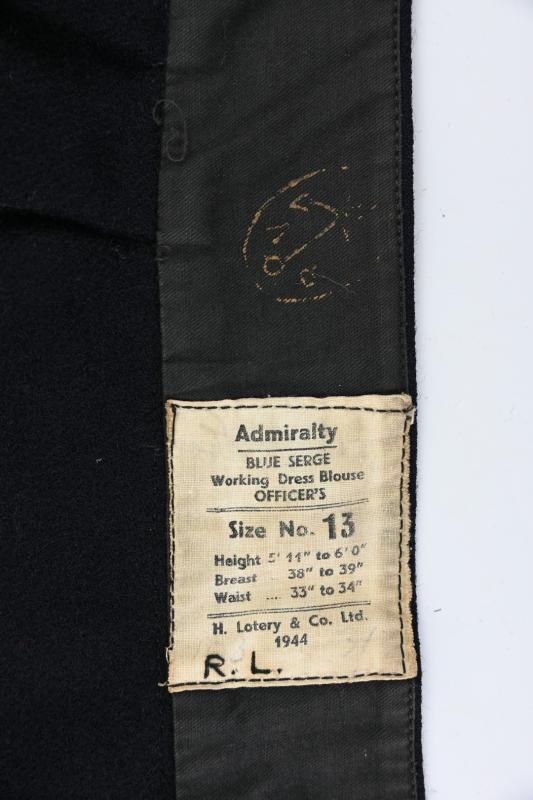 Admiralty
BLUE SERGE
Working Dress Blouse
OFFICER'S
Size No. 13
Height 5' 11" to 6' 0"
Breast 38" to 39"
Waist ... 33" to 34"
H. Lotery & Co. Ltd.
1944
R. L.